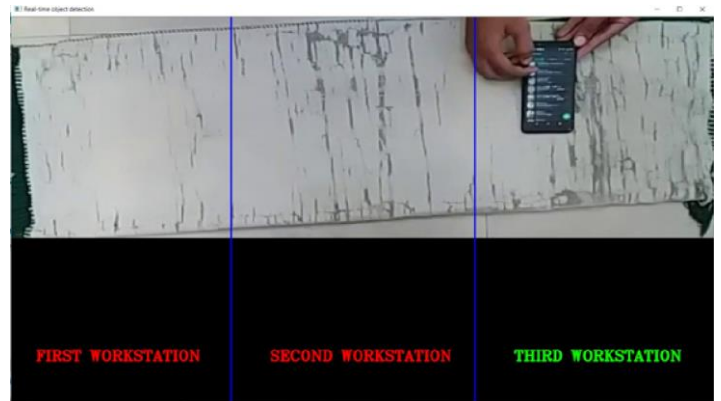 Real-time object detection
FIRST WORKSTATION
SECOND WORKSTATION
THIRD WORKSTATION